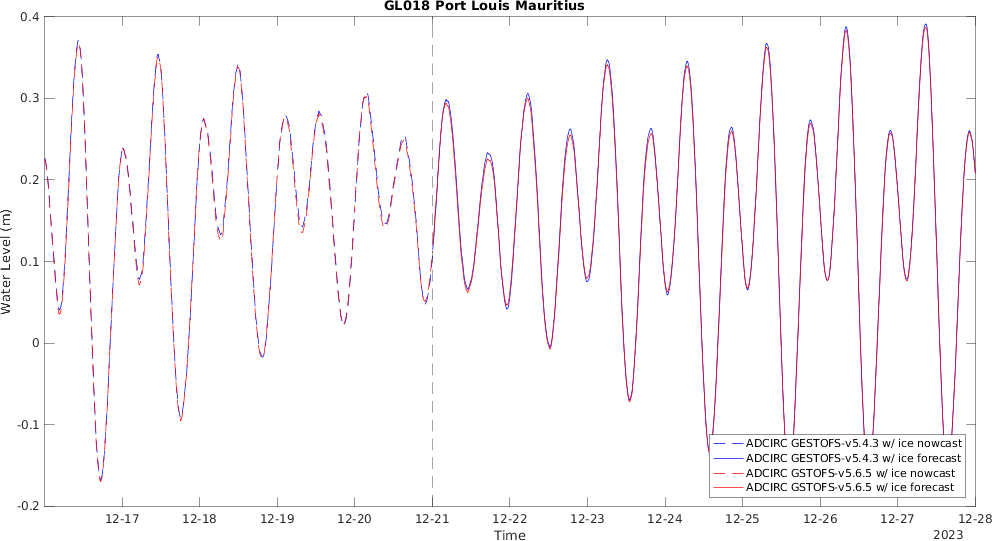 GL018 Port Louis Mauritius
Water Level (m)
0.4
0.3
0.2
0.1
0
-0.1
-0.2
ADCIRC GESTOFS-v5.4.3 w/ ice nowcast
ADCIRC GESTOFS-v5.4.3 w/ ice forecast
ADCIRC GSTOFS-v5.6.5 w/ ice nowcast
ADCIRC GSTOFS-v5.6.5 w/ ice forecast
12-17 12-18 12-19 12-20 12-21 12-22 12-23 12-24 12-25 12-26 12-27 12-28
Time
2023